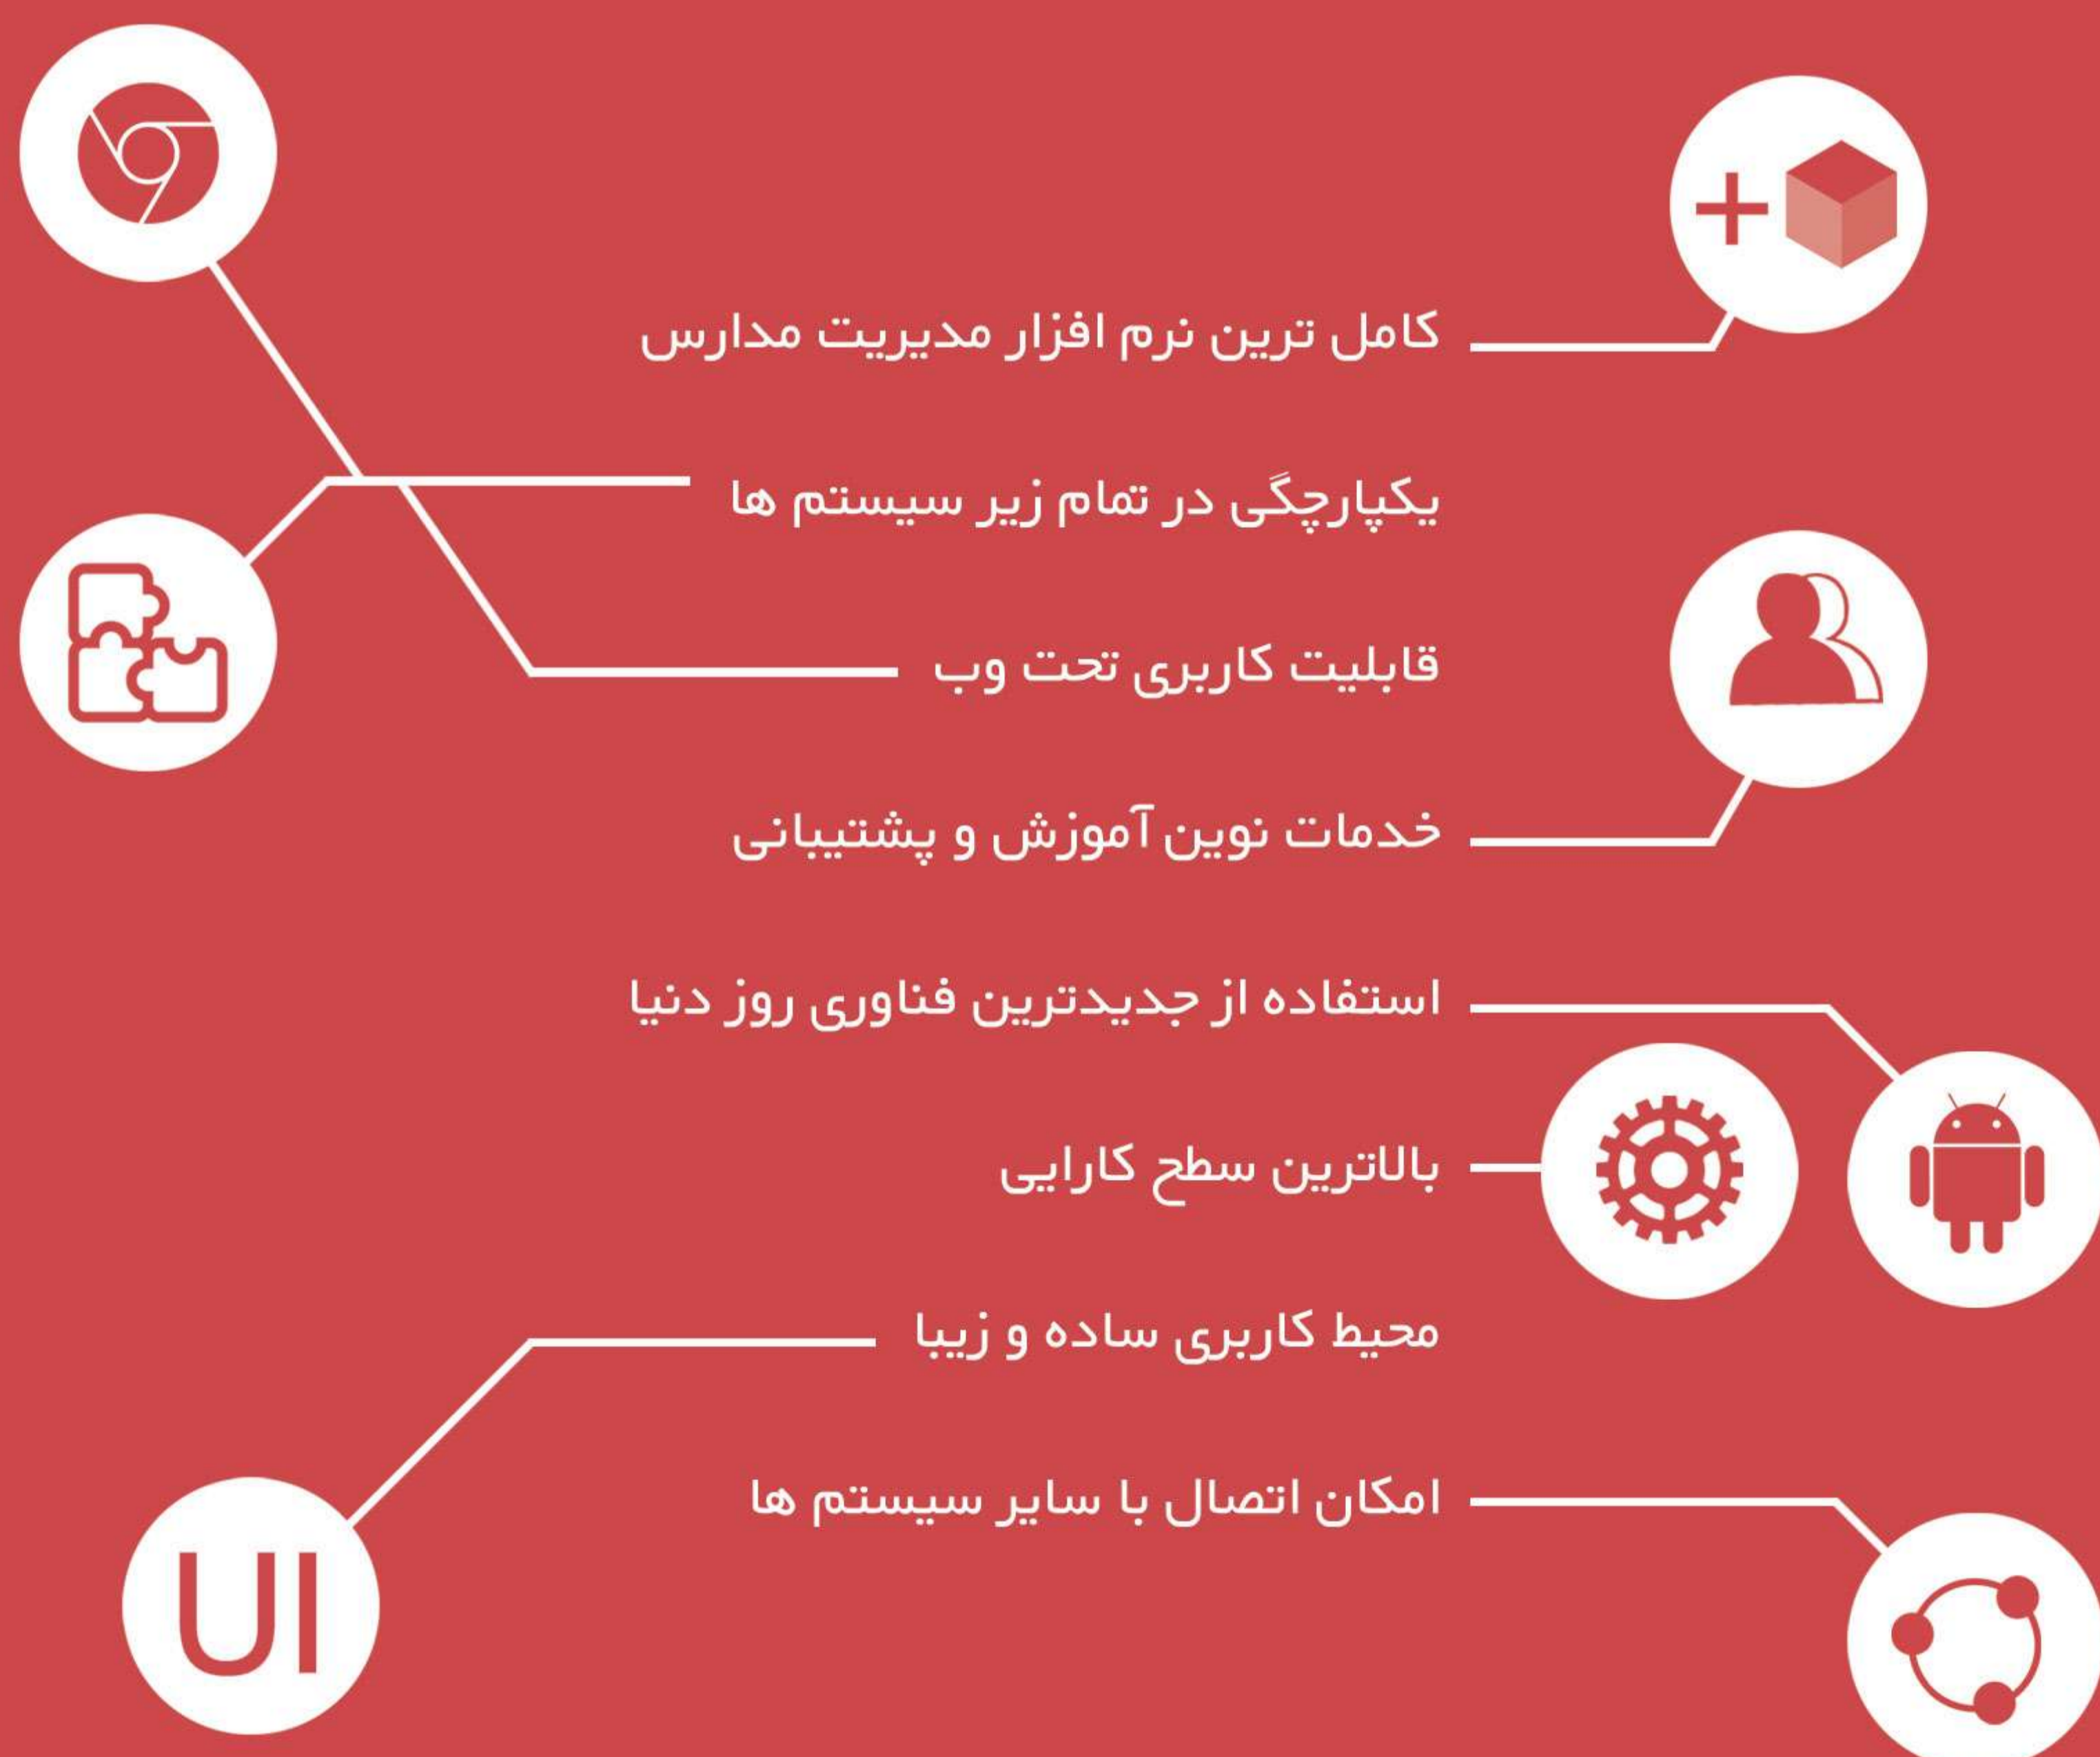 کامل ترین نرم افزار مدیریت مدارس
یکپارچگی در تمام زیر سیستم ها
قابلیت کاربری تحت وب
خدمات نوین آموزش و پشتیبانی
استفاده از جدیدترین فناوری روز دنیا
بالاترین سطح کارایی
محیط کاربری ساده و زیبا
امکان اتصال با سایر سیستم ها
UI